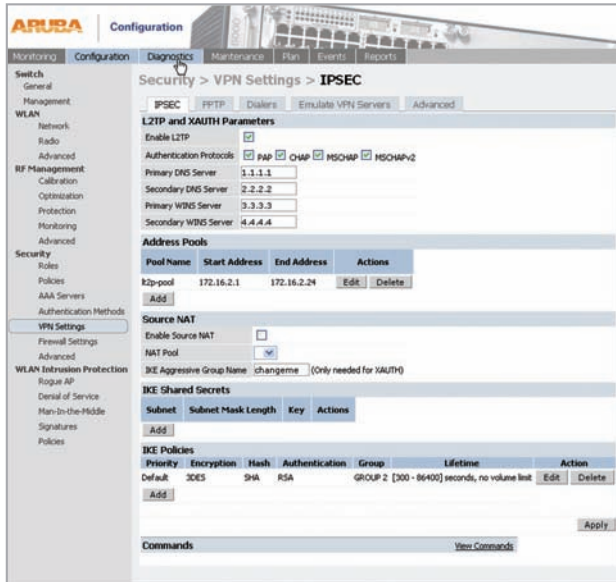 ARUBA Configuration
Monitoring Configuration Diagnostics Maintenance Plan Events Reports
Switch
General
Management
WLAN
Network
Radio
Advanced
RF Management
Calibration
Optimization
Protection
Monitoring
Advanced
Security
Roles
Policies
AAA Servers
Authentication Methods
VPN Settings
Firewall Settings
Advanced
WLAN Intrusion Protection
Rogue AP
Denial of Service
Man-In-the-Middle
Signatures
Policies
Security > VPN Settings > IPSEC
IPSEC PPTP Dialers Emulate VPN Servers Advanced
L2TP and XAUTH Parameters
Enable L2TP
Authentication Protocols PAP CHAP MSCHAP MSCHAPv2
Primary DNS Server 1.1.1.1
Secondary DNS Server 2.2.2.2
Primary WINS Server 3.3.3.3
Secondary WINS Server 4.4.4.4
Address Pools
Pool Name Start Address End Address Actions
l2p-pool 172.16.2.1 172.16.2.24 Edit Delete
Add
Source NAT
Enable Source NAT
NAT Pool
IKE Aggressive Group Name changeme (Only needed for XAUTH)
IKE Shared Secrets
Subnet Subnet Mask Length Key Actions
Add
IKE Policies
Priority Encryption Hash Authentication Group Lifetime Action
Default 3DES SHA RSA GROUP 2 [300 - 86400] seconds, no volume limit Edit Delete
Add
Apply
Commands View Commands